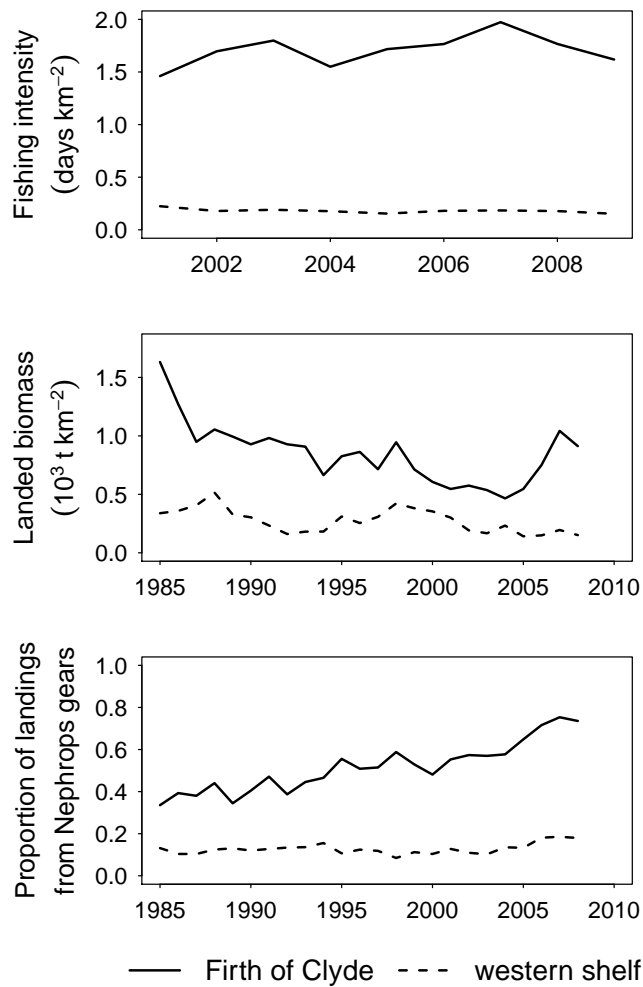 Fishing intensity
(days km−2)
2.0
1.5
1.0
0.5
0.0
2002 2004 2006 2008
Landed biomass
(10³ t km−2)
1.5
1.0
0.5
0.0
1985 1990 1995 2000 2005 2010
Proportion of landings
from Nephrops gears
1.0
0.8
0.6
0.4
0.2
0.0
1985 1990 1995 2000 2005 2010
Firth of Clyde western shelf